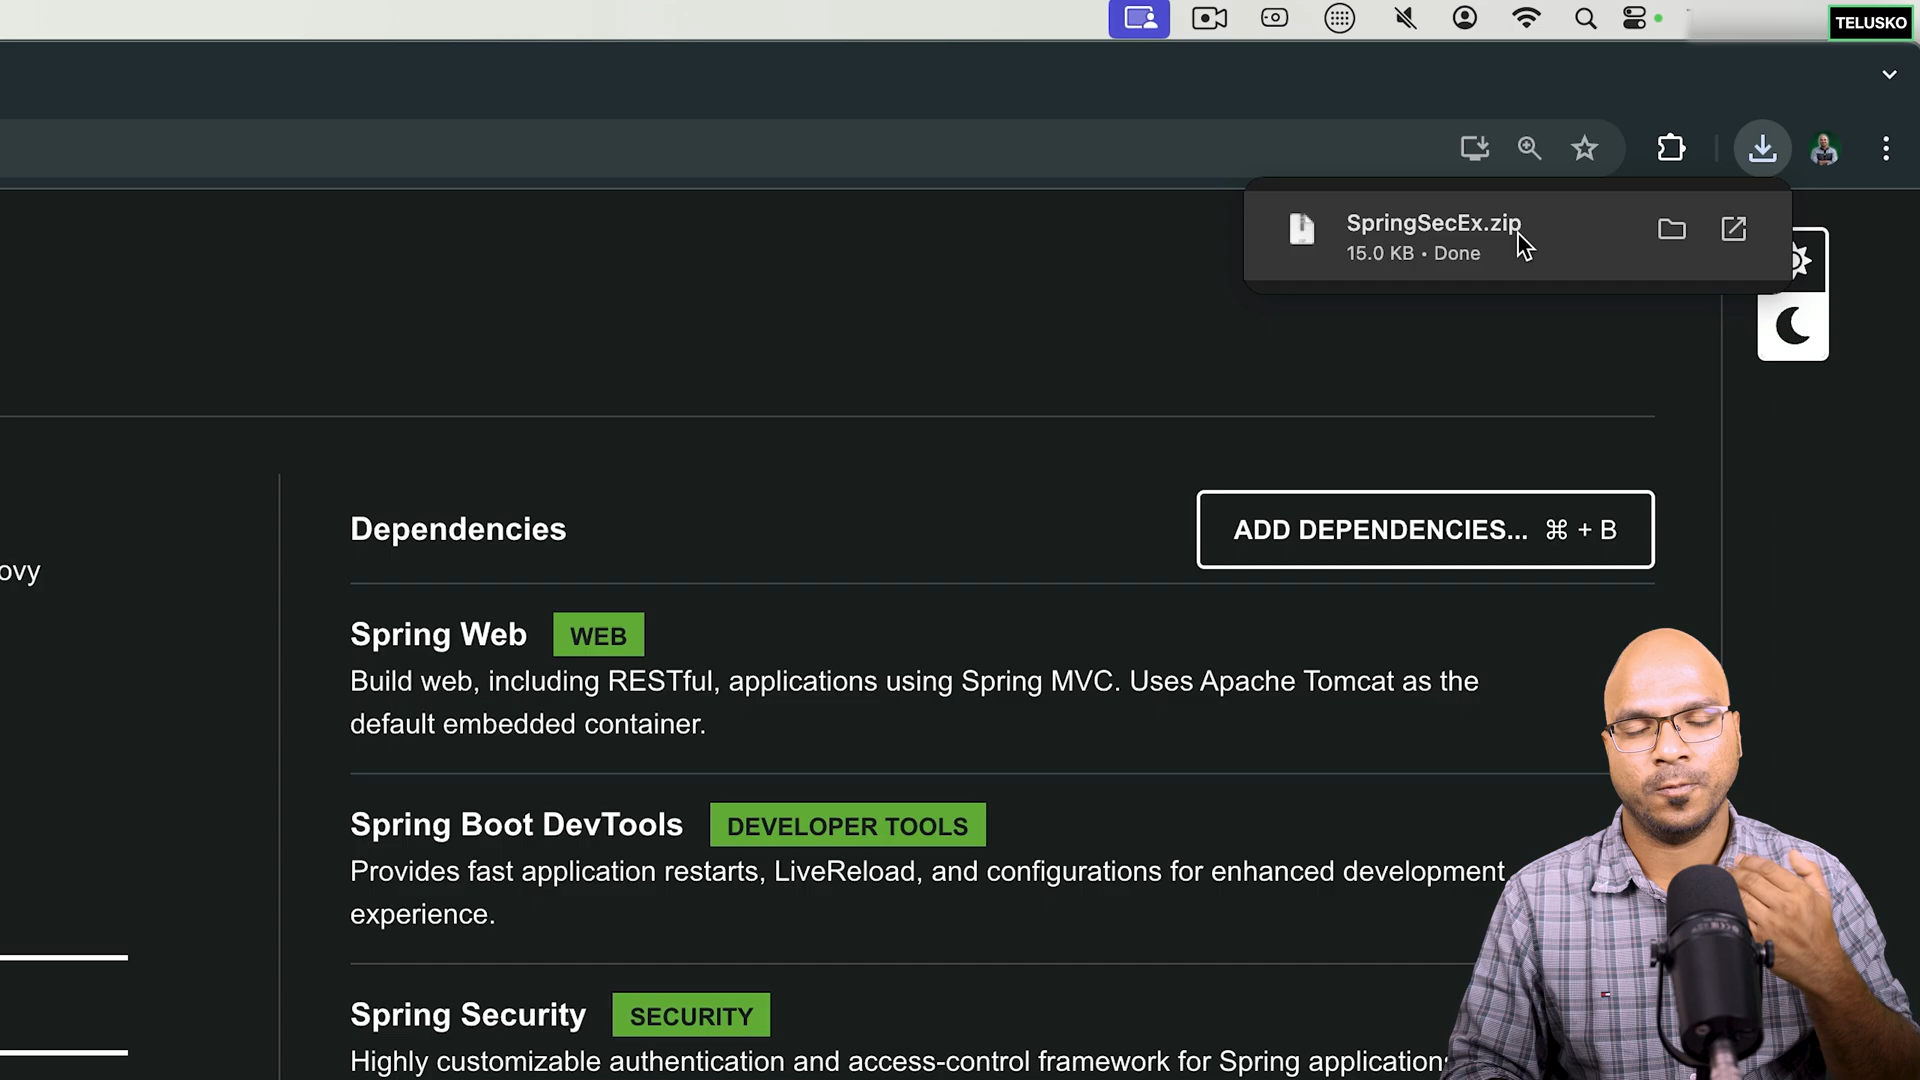 TELUSKO
SpringSecEx.zip
15.0 KB • Done
Dependencies
ADD DEPENDENCIES... ⌘ + B
ovy
Spring Web WEB
Build web, including RESTful, applications using Spring MVC. Uses Apache Tomcat as the
default embedded container.
Spring Boot DevTools DEVELOPER TOOLS
Provides fast application restarts, LiveReload, and configurations for enhanced development
experience.
Spring Security SECURITY
Highly customizable authentication and access-control framework for Spring applications